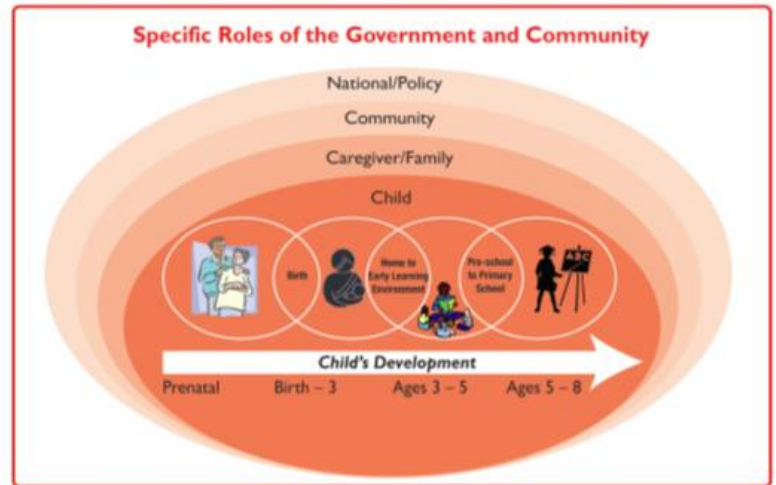 Specific Roles of the Government and Community
National/Policy
Community
Caregiver/Family
Child
Birth
Home to
Early Learning
Environment
Pre-school
to Primary
School
ABC
Child's Development
Prenatal
Birth – 3
Ages 3 – 5
Ages 5 – 8